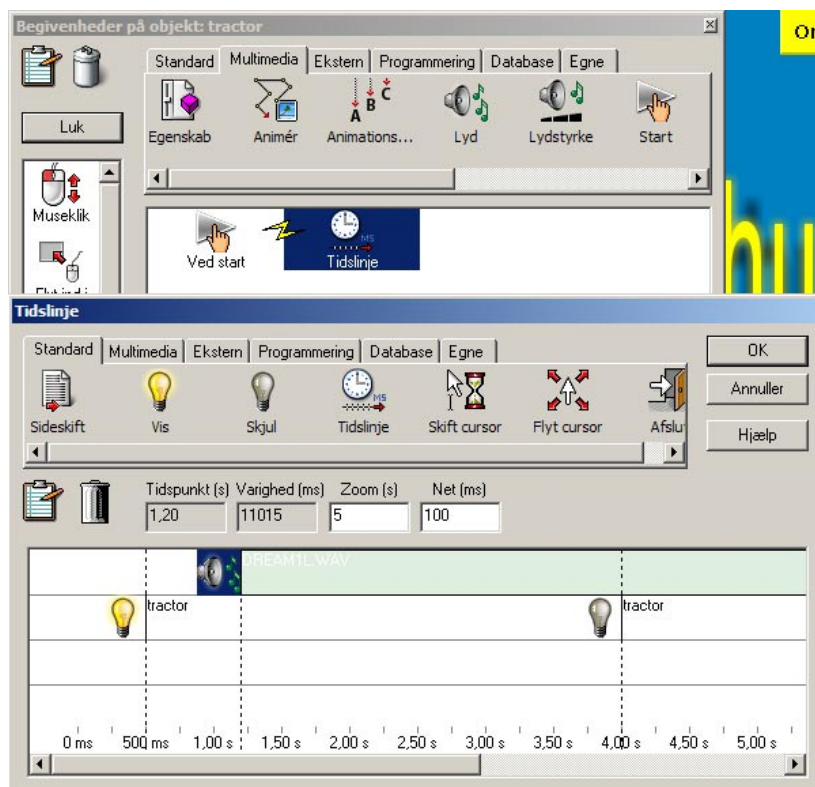 Begivenheder på objekt: tractor
Standard Multimedia Ekstern Programmering Database Egne
Egenskab Animér Animations... Lyd Lydstyrke Start
Luk
Museklik
Ved start Tidslinje
MS
Tidslinje
Standard Multimedia Ekstern Programmering Database Egne
OK
Annuller
Hjælp
MS
Sideskift Vis Skjul Tidslinje Skift cursor Flyt cursor Afslut
Tidspunkt (s) Varighed (ms) Zoom (s) Net (ms)
1,20 11015 5 100
DREAM1L.WAV
tractor tractor
0 ms 500 ms 1,00 s 1,50 s 2,00 s 2,50 s 3,00 s 3,50 s 4,00 s 4,50 s 5,00 s